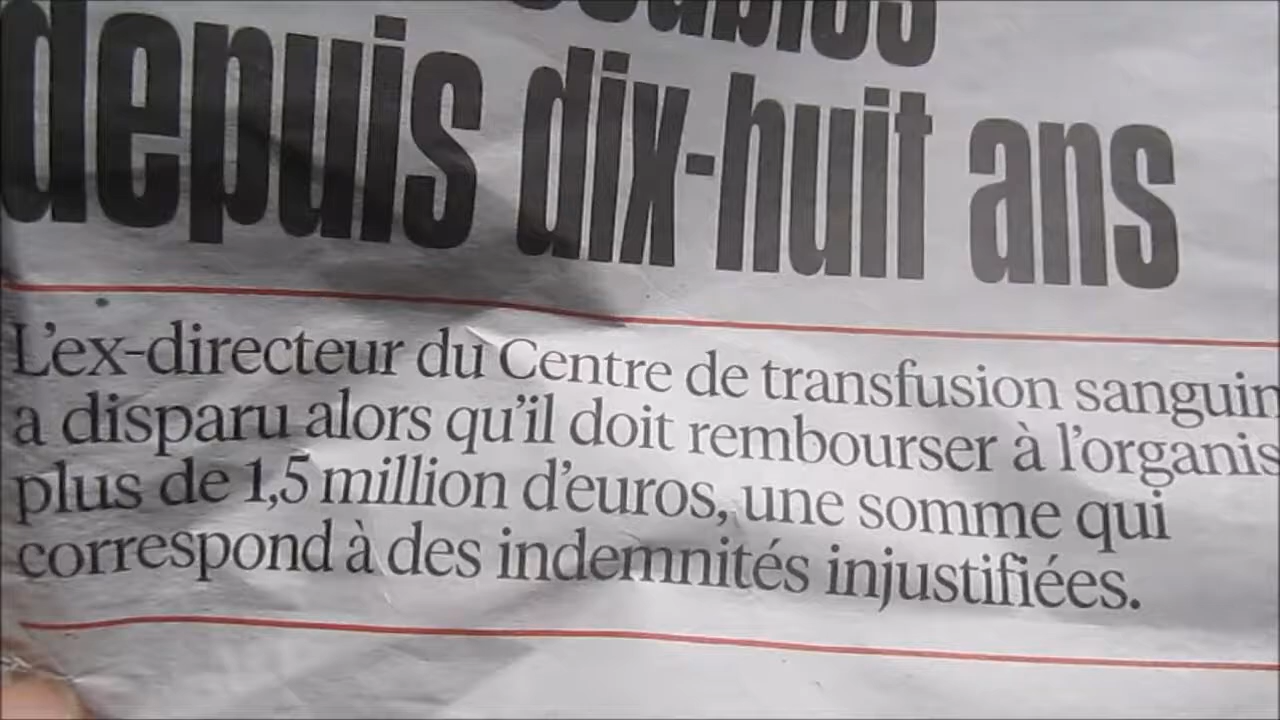 depuis dix-huit ans
L'ex-directeur du Centre de transfusion
a disparu alors qu'il doit rembourser à
plus de 1,5 million d'euros, une somme qui
correspond à des indemnités injustifiées.